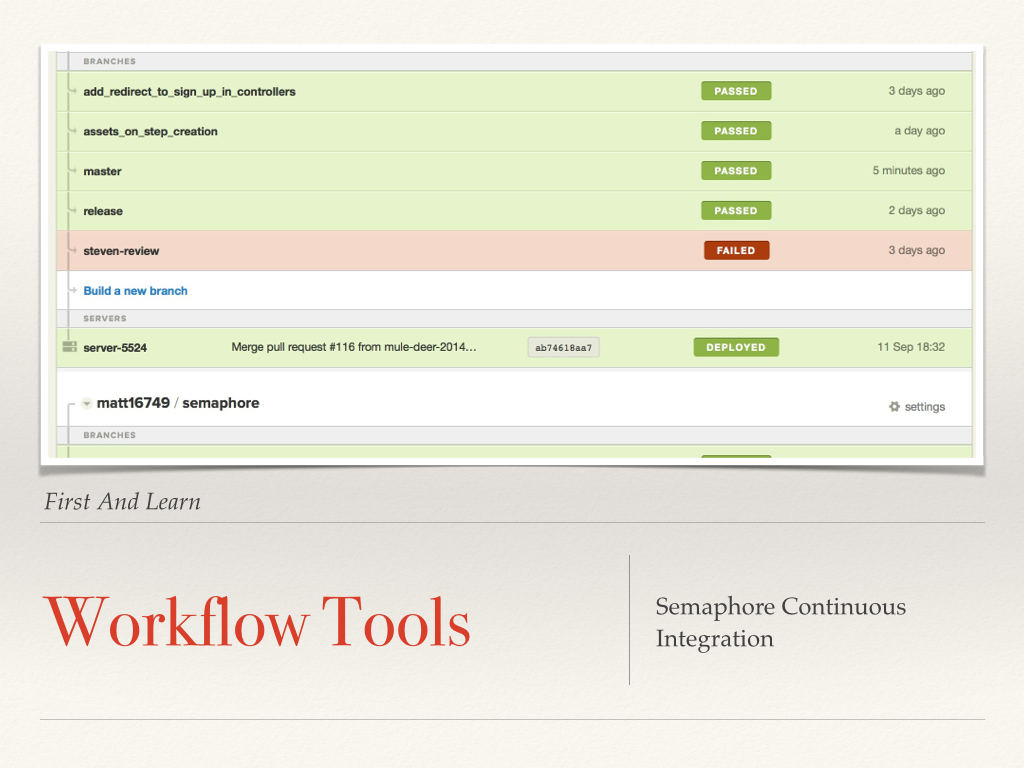 BRANCHES
add_redirect_to_sign_up_in_controllers PASSED 3 days ago
assets_on_step_creation PASSED a day ago
master PASSED 5 minutes ago
release PASSED 2 days ago
steven-review FAILED 3 days ago
Build a new branch
SERVERS
server-5524 Merge pull request #116 from mule-deer-2014... ab74618aa7 DEPLOYED 11 Sep 18:32
matt16749 / semaphore settings
BRANCHES
First And Learn
Workflow Tools
Semaphore Continuous
Integration